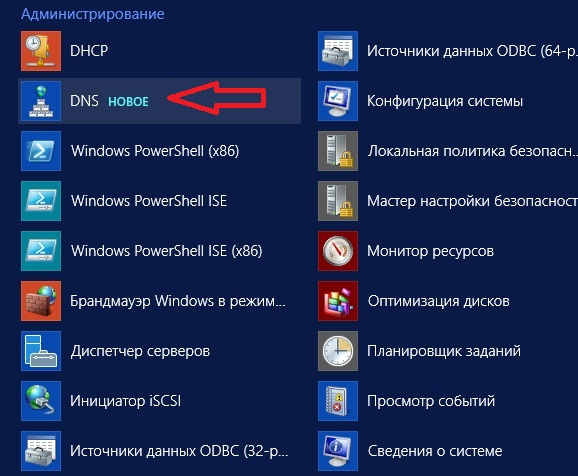 Администрирование
DHCP
DNS НОВОЕ
Windows PowerShell (x86)
Windows PowerShell ISE
Windows PowerShell ISE (x86)
Брандмауэр Windows в режим...
Диспетчер серверов
Инициатор iSCSI
Источники данных ODBC (32-р...
Источники данных ODBC (64-р...
Конфигурация системы
Локальная политика безопасн...
Мастер настройки безопасност
Монитор ресурсов
Оптимизация дисков
Планировщик заданий
Просмотр событий
Сведения о системе